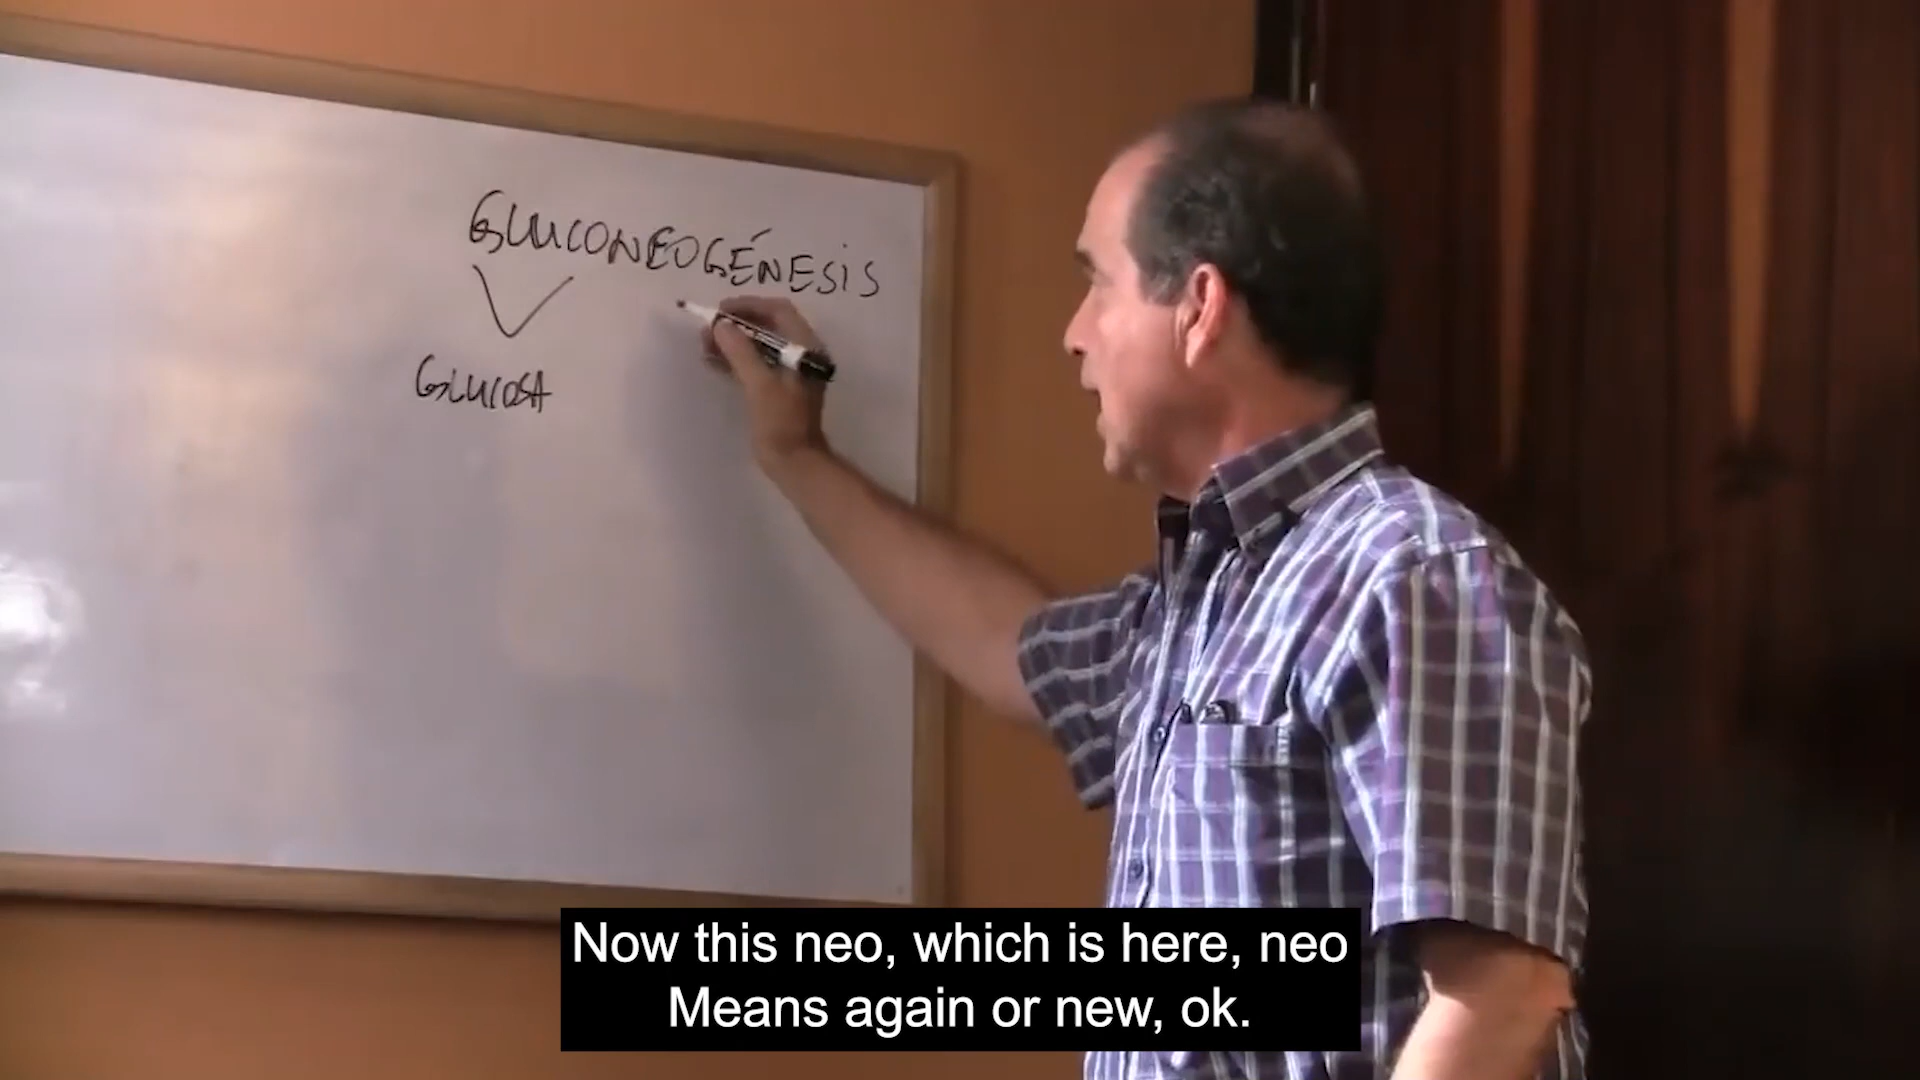 GLUCONEOGÉNESIS
GLUCOSA
Now this neo, which is here, neo
Means again or new, ok.